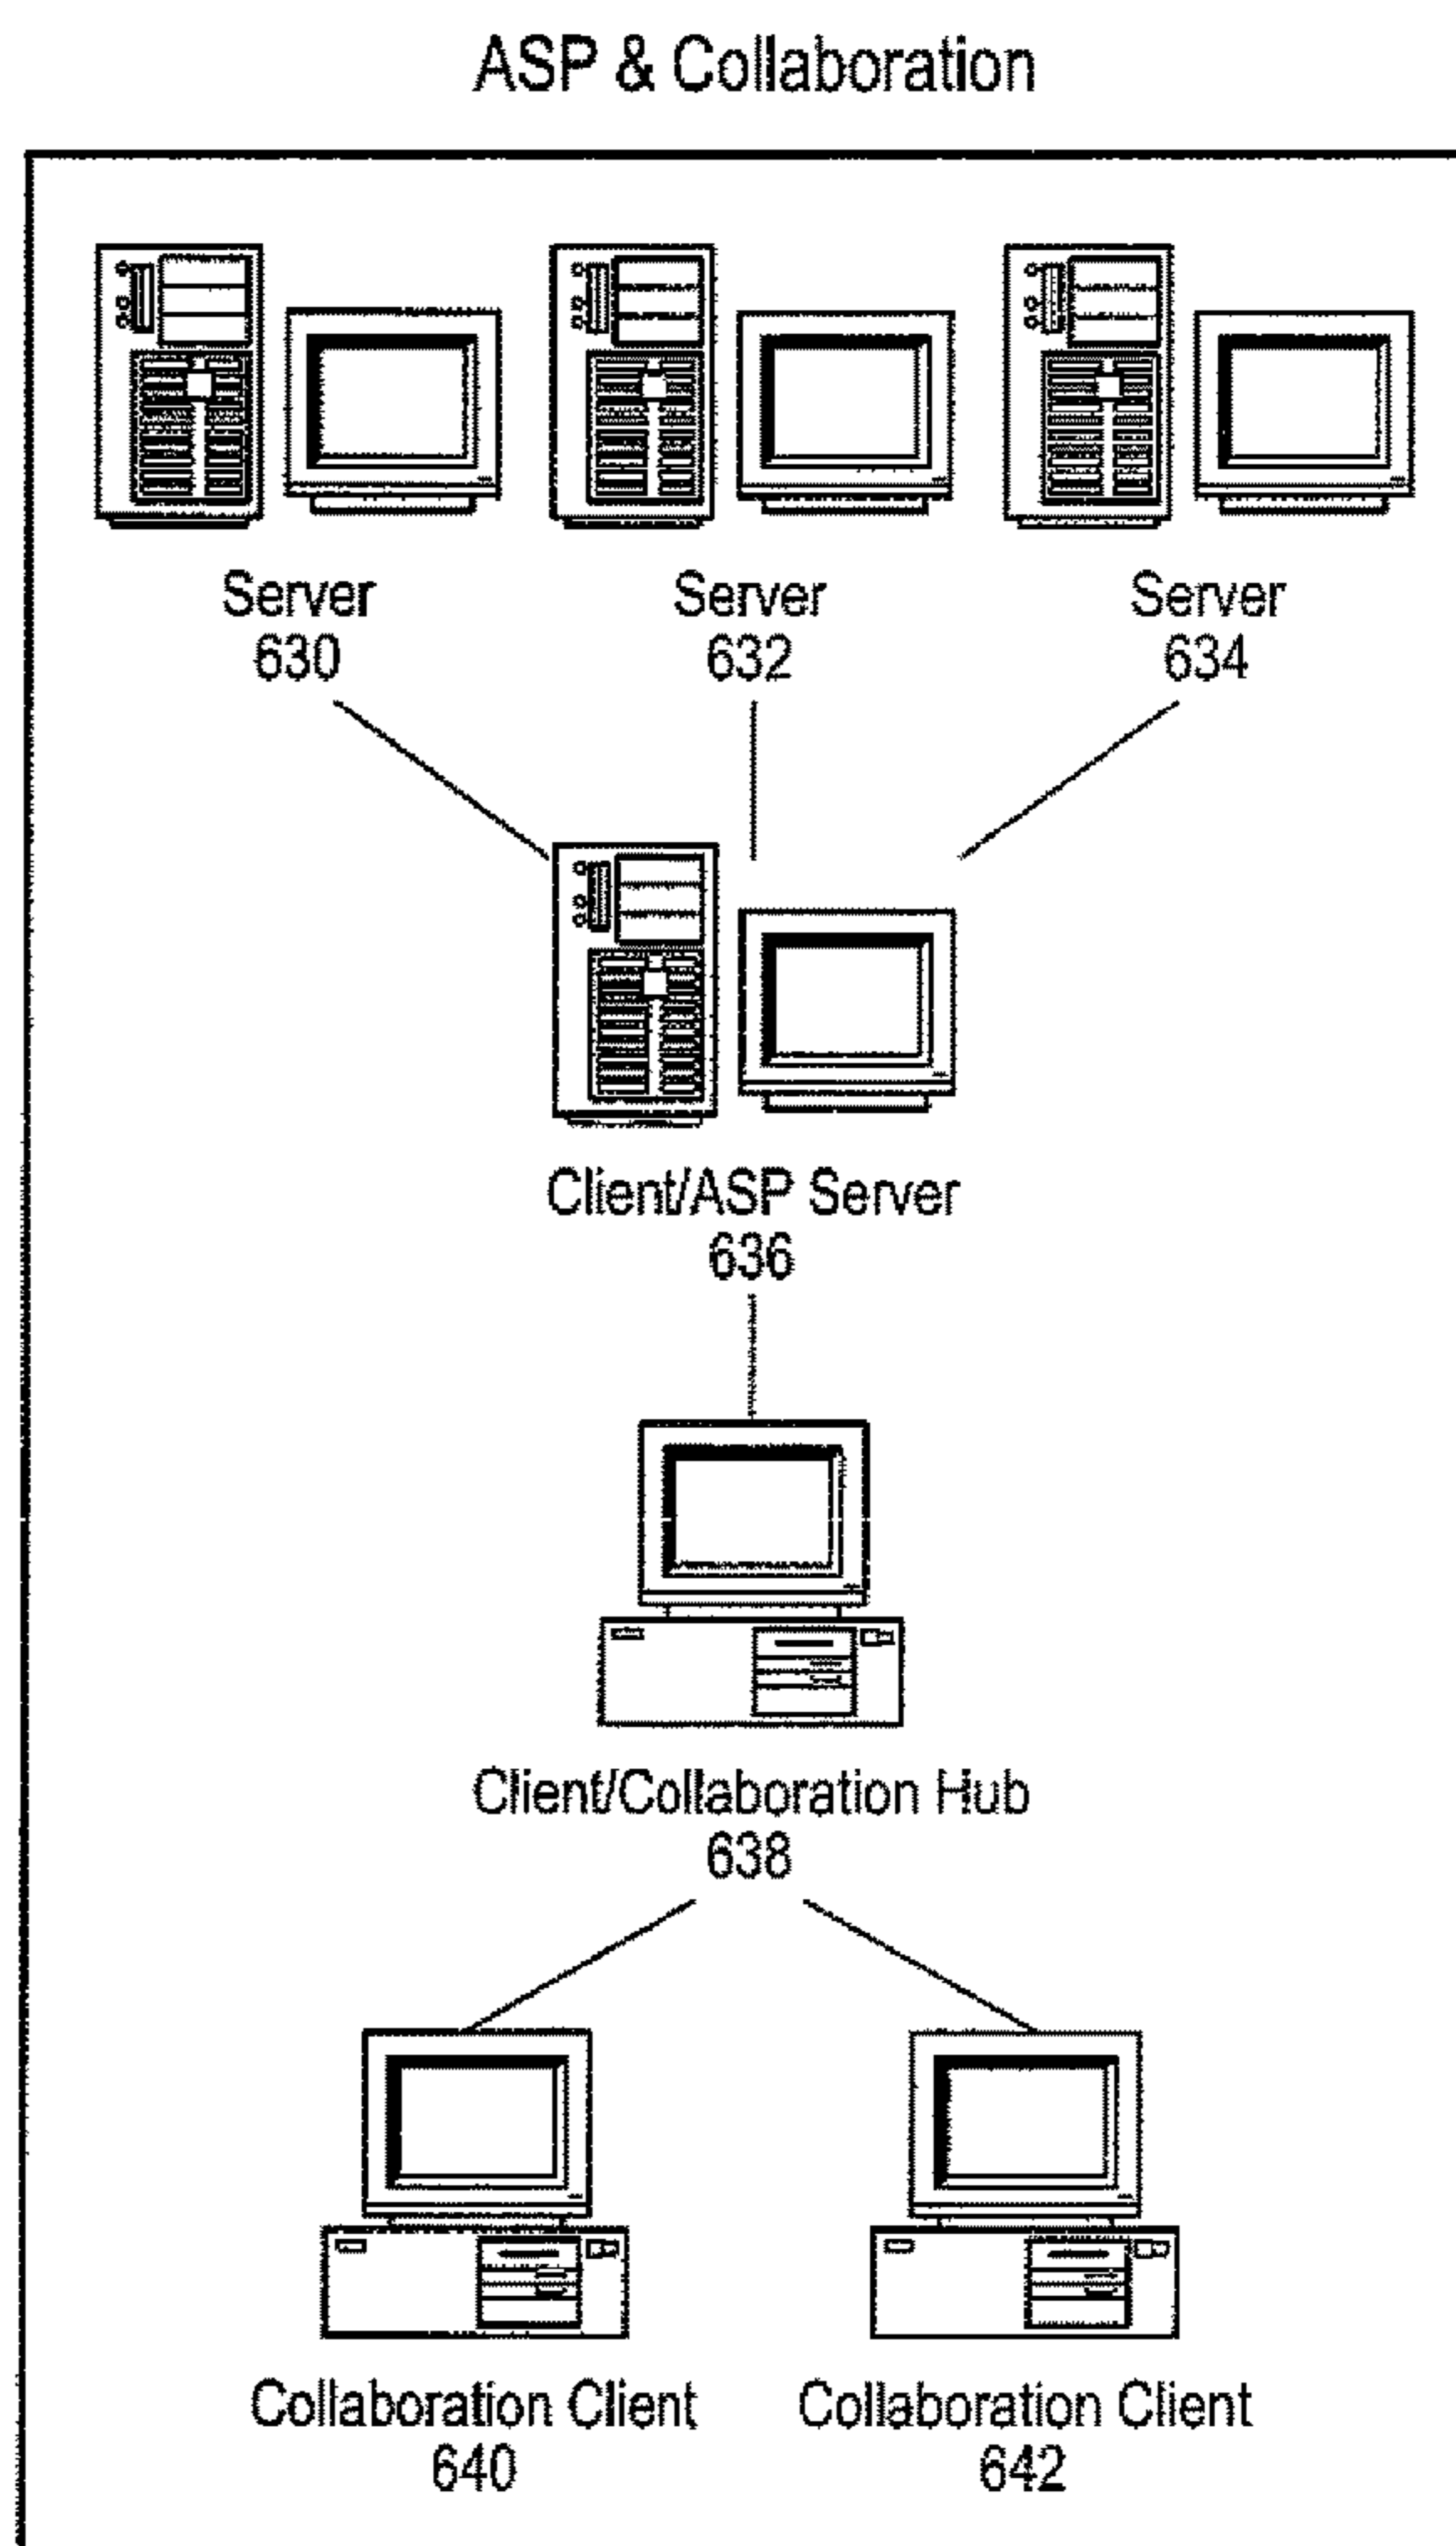 ASP & Collaboration
Server Server Server
630 632 634
Client/ASP Server
636
Client/Collaboration Hub
638
Collaboration Client Collaboration Client
640 642